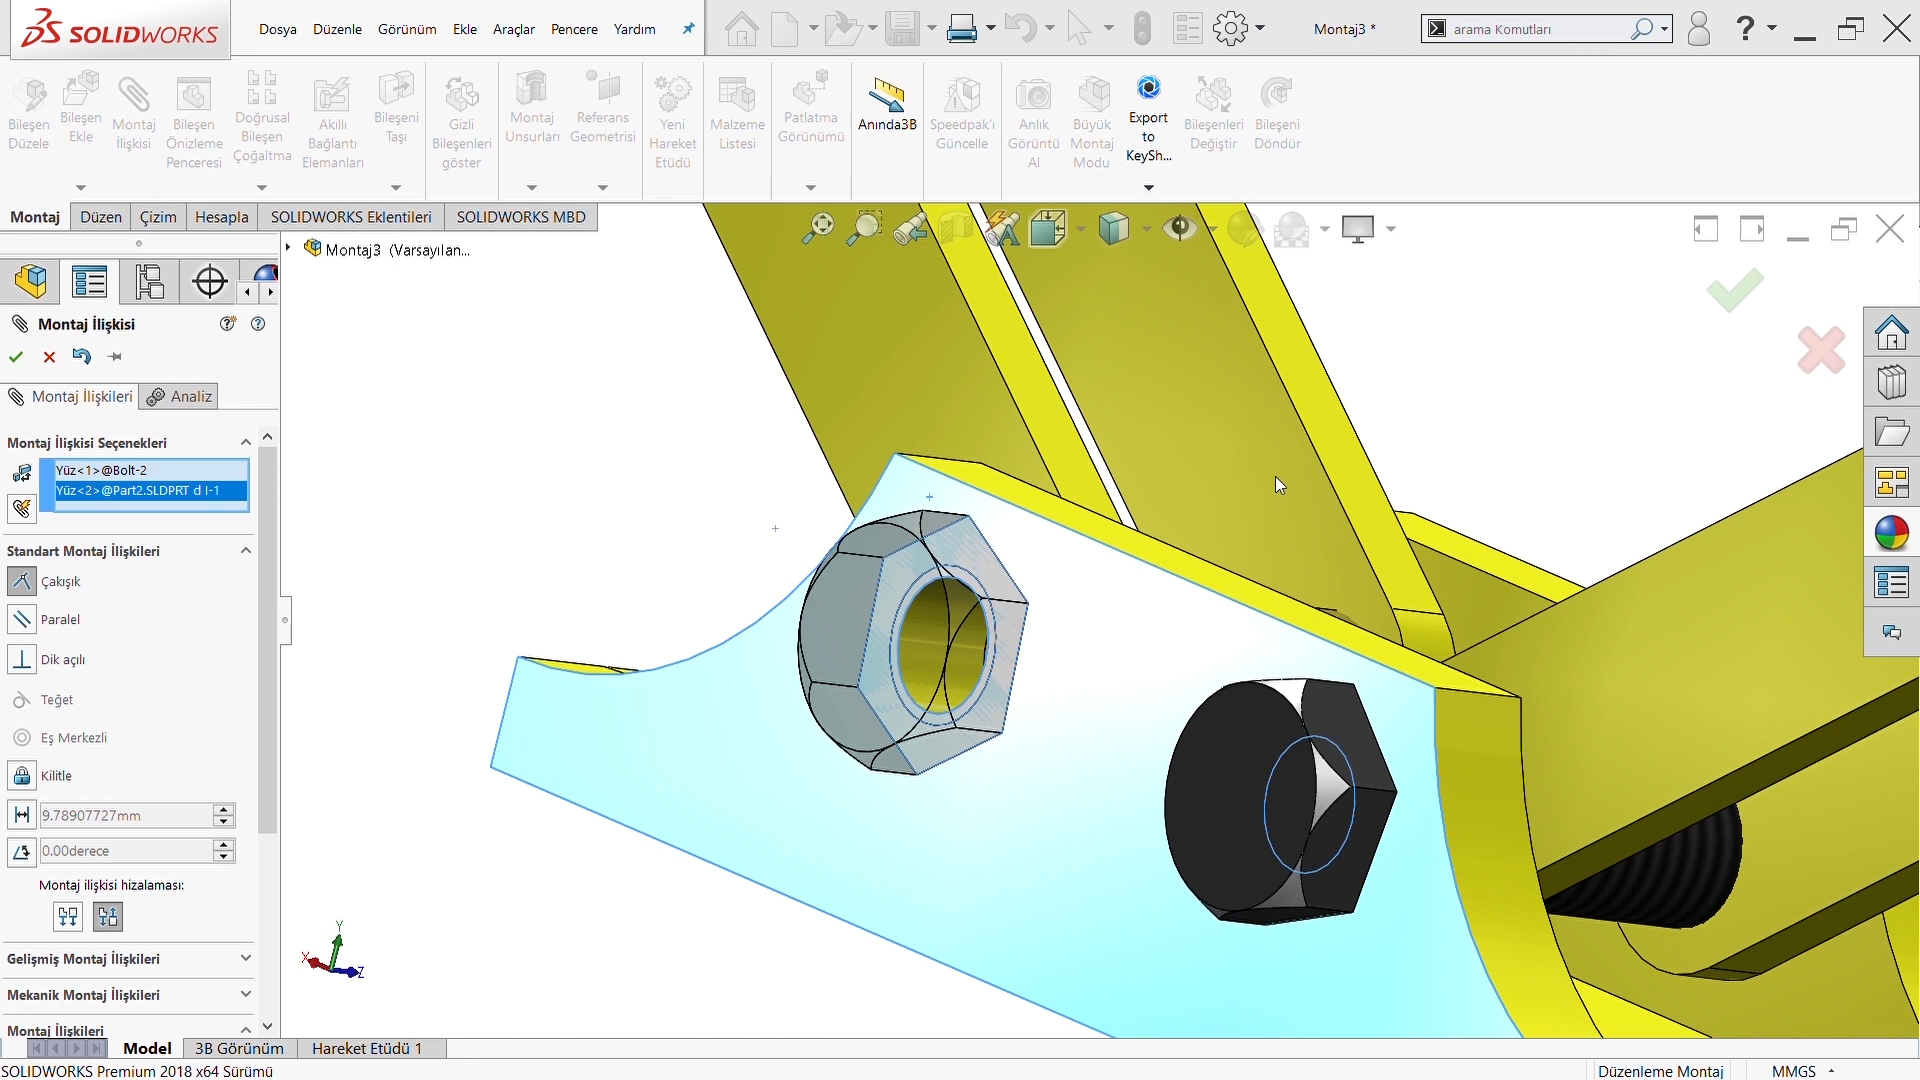 SOLIDWORKS
Dosya Düzenle Görünüm Ekle Araçlar Pencere Yardım
Montaj3 *
arama Komutları
?
Bileşen Düzele
Bileşen Ekle
Montaj İlişkisi
Bileşen Önizleme Penceresi
Doğrusal Bileşen Çoğaltma
Akıllı Bağlantı Elemanları
Bileşeni Taşı
Gizli Bileşenleri göster
Montaj Unsurları
Referans Geometrisi
Yeni Hareket Etüdü
Malzeme Listesi
Patlatma Görünümü
Anında3B
Speedpak'ı Güncelle
Anlık Görüntü Al
Büyük Montaj Modu
Export to KeySh...
Bileşenleri Değiştir
Bileşeni Döndür
Montaj Düzen Çizim Hesapla SOLIDWORKS Eklentileri SOLIDWORKS MBD
Montaj3 (Varsayılan...
Montaj İlişkisi
Montaj İlişkileri Analiz
Montaj İlişkisi Seçenekleri
Yüz<1>@Bolt-2
Yüz<2>@Part2.SLDPRT d l-1
Standart Montaj İlişkileri
Çakışık
Paralel
Dik açılı
Teğet
Eş Merkezli
Kilitle
9.78907727mm
0.00derece
Montaj ilişkisi hizalaması:
Gelişmiş Montaj İlişkileri
Mekanik Montaj İlişkileri
Montaj İlişkileri
Y
X
Z
Model 3B Görünüm Hareket Etüdü 1
SOLIDWORKS Premium 2018 x64 Sürümü
Düzenleme Montaj
MMGS